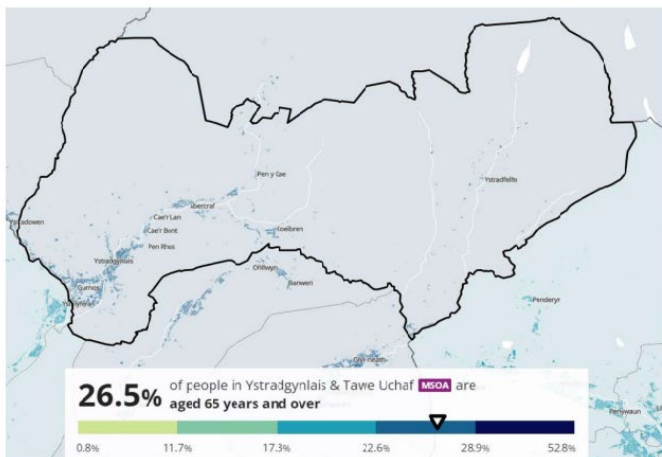 Pen y Cae
Ystradfellte
Abercraf
Cae'r Lan
Ystradowen
Cae'r Bont
Coelbren
Pen Rhos
Ystradgynlais
Onllwyn
Gurnos
Banwen
Penderyn
Glynneath
26.5% of people in Ystradgynlais & Tawe Uchaf MSOA are
aged 65 years and over
0.8% 11.7% 17.3% 22.6% 28.9% 52.8%
Penywaun